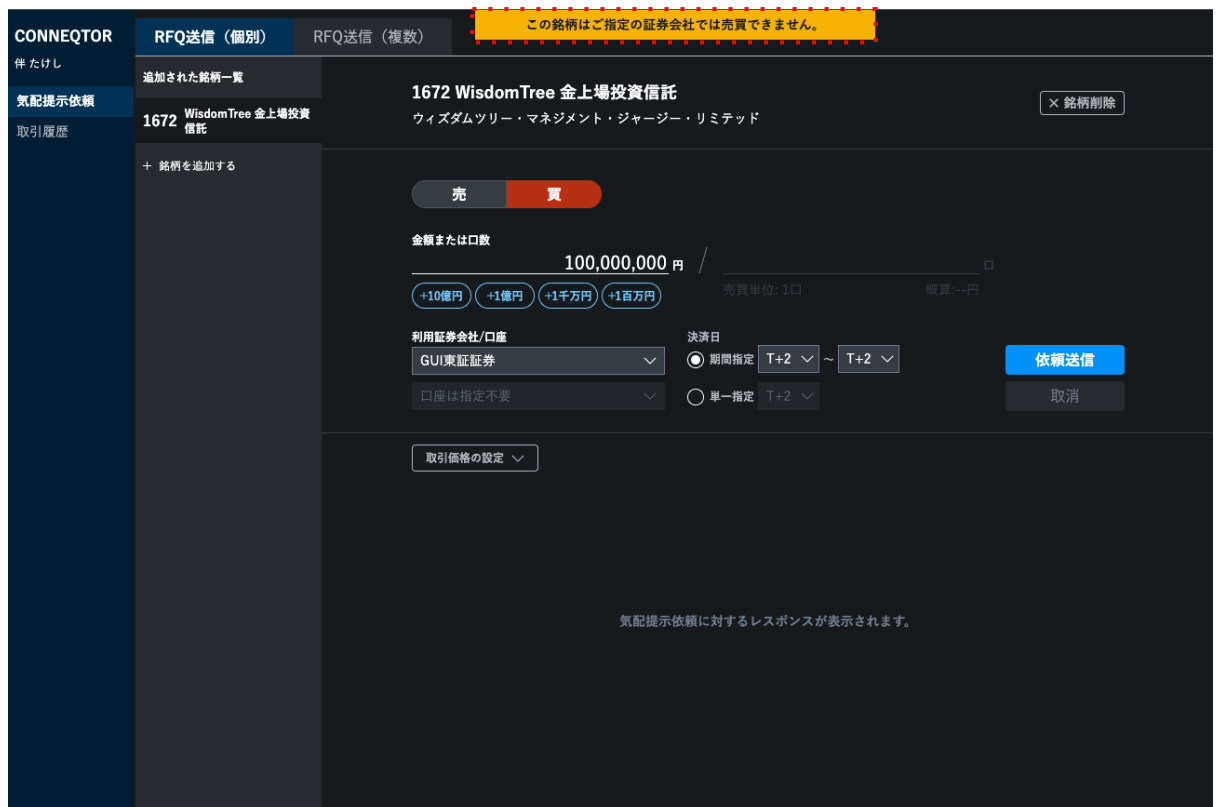 この銘柄はご指定の証券会社では売買できません。
CONNEQTOR
伴 たけし
気配提示依頼
取引履歴
RFQ送信（個別）
RFQ送信（複数）
追加された銘柄一覧
1672 WisdomTree 金上場投資
信託
+ 銘柄を追加する
1672 WisdomTree 金上場投資信託
ウィズダムツリー・マネジメント・ジャージー・リミテッド
× 銘柄削除
売 買
金額または口数
100,000,000 円 / 口
+10億円 +1億円 +1千万円 +1百万円
売買単位: 1口 概算:--円
利用証券会社/口座
GUI東証証券
口座は指定不要
決済日
期間指定 T+2 ~ T+2
単一指定 T+2
依頼送信
取消
取引価格の設定
気配提示依頼に対するレスポンスが表示されます。